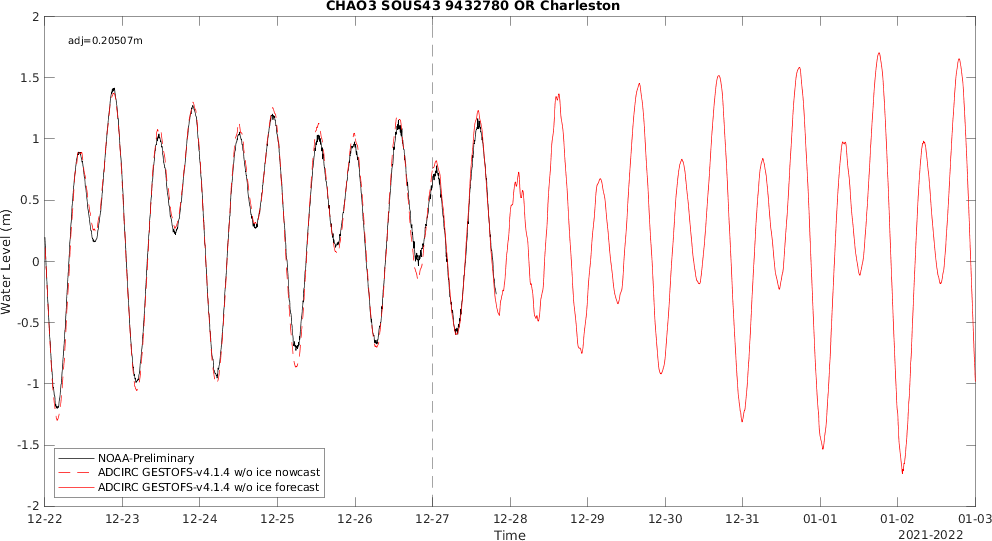 CHAO3 SOUS43 9432780 OR Charleston
adj=0.20507m
2
1.5
1
0.5
0
-0.5
-1
-1.5
-2
Water Level (m)
NOAA-Preliminary
ADCIRC GESTOFS-v4.1.4 w/o ice nowcast
ADCIRC GESTOFS-v4.1.4 w/o ice forecast
12-22 12-23 12-24 12-25 12-26 12-27 12-28 12-29 12-30 12-31 01-01 01-02 01-03
Time
2021-2022